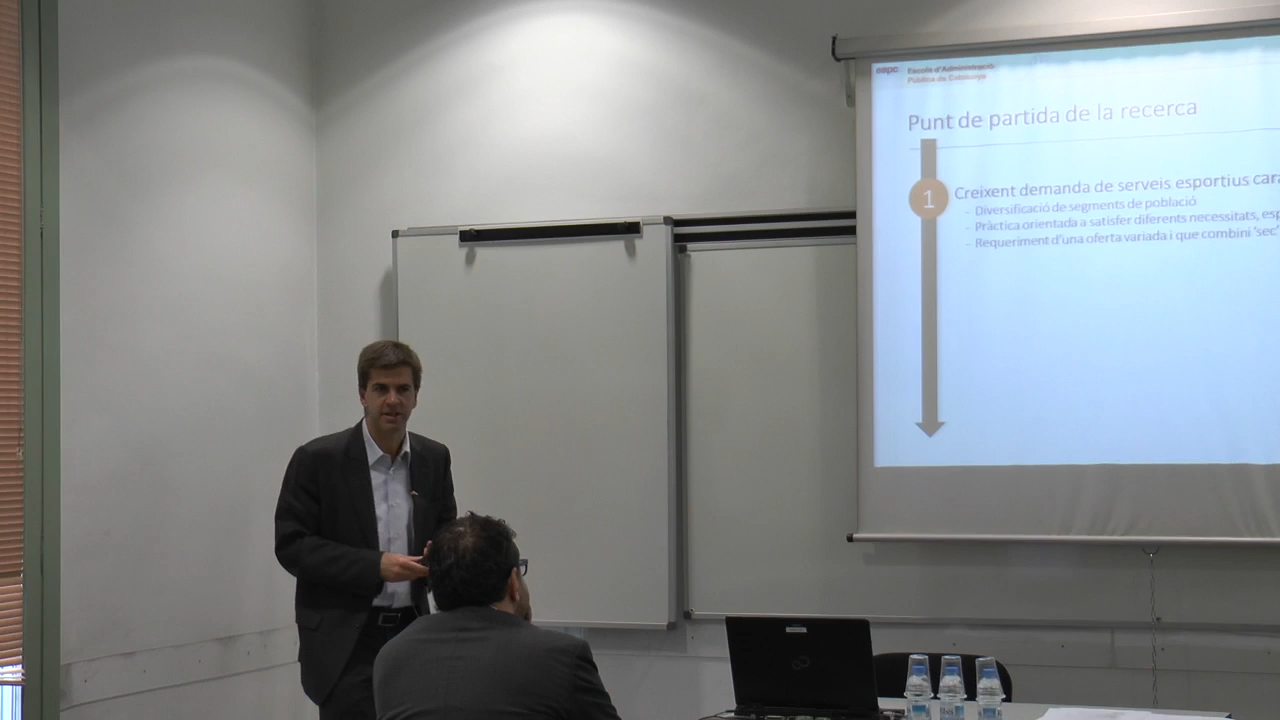 eapc Escola d'Administració
Pública de Catalunya
Punt de partida de la recerca
1 Creixent demanda de serveis esportius cara
- Diversificació de segments de població
- Pràctica orientada a satisfer diferents necessitats, esp
- Requeriment d'una oferta variada i que combini 'sec'